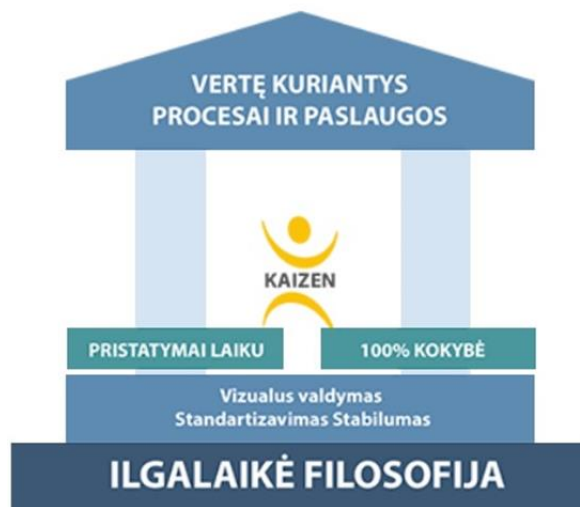 VERTĘ KURIANTYS
PROCESAI IR PASLAUGOS
KAIZEN
PRISTATYMAI LAIKU
100% KOKYBĖ
Vizualus valdymas
Standartizavimas Stabilumas
ILGALAIKĖ FILOSOFIJA